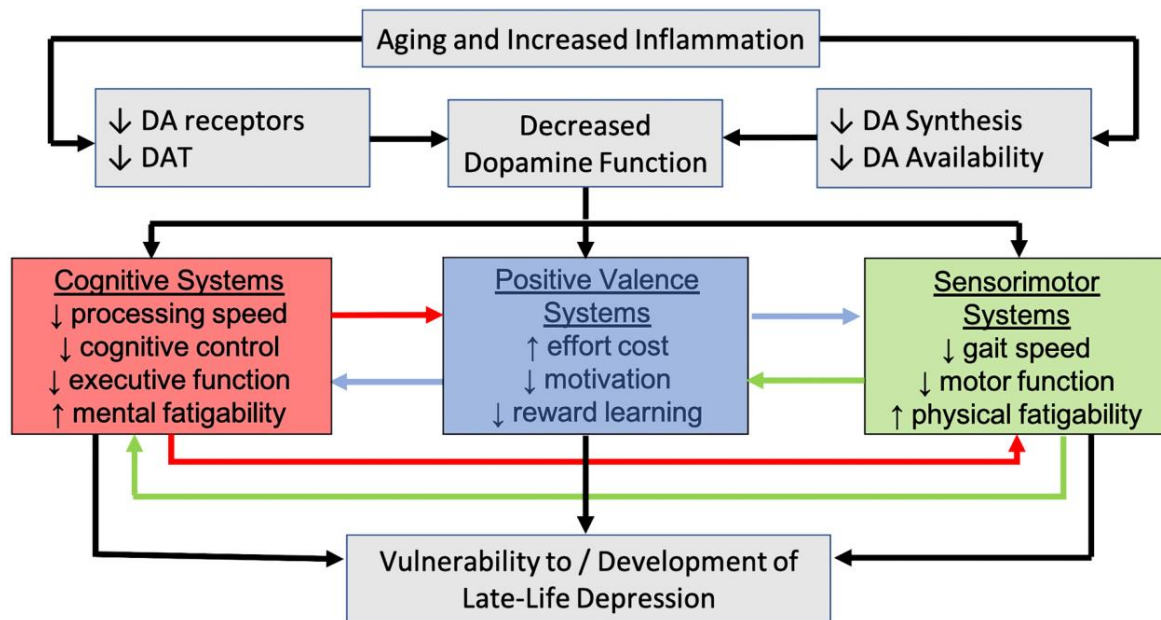 Aging and Increased Inflammation
↓ DA receptors
↓ DAT
Decreased
Dopamine Function
↓ DA Synthesis
↓ DA Availability
Cognitive Systems
↓ processing speed
↓ cognitive control
↓ executive function
↑ mental fatigability
Positive Valence
Systems
↑ effort cost
↓ motivation
↓ reward learning
Sensorimotor
Systems
↓ gait speed
↓ motor function
↑ physical fatigability
Vulnerability to / Development of
Late-Life Depression